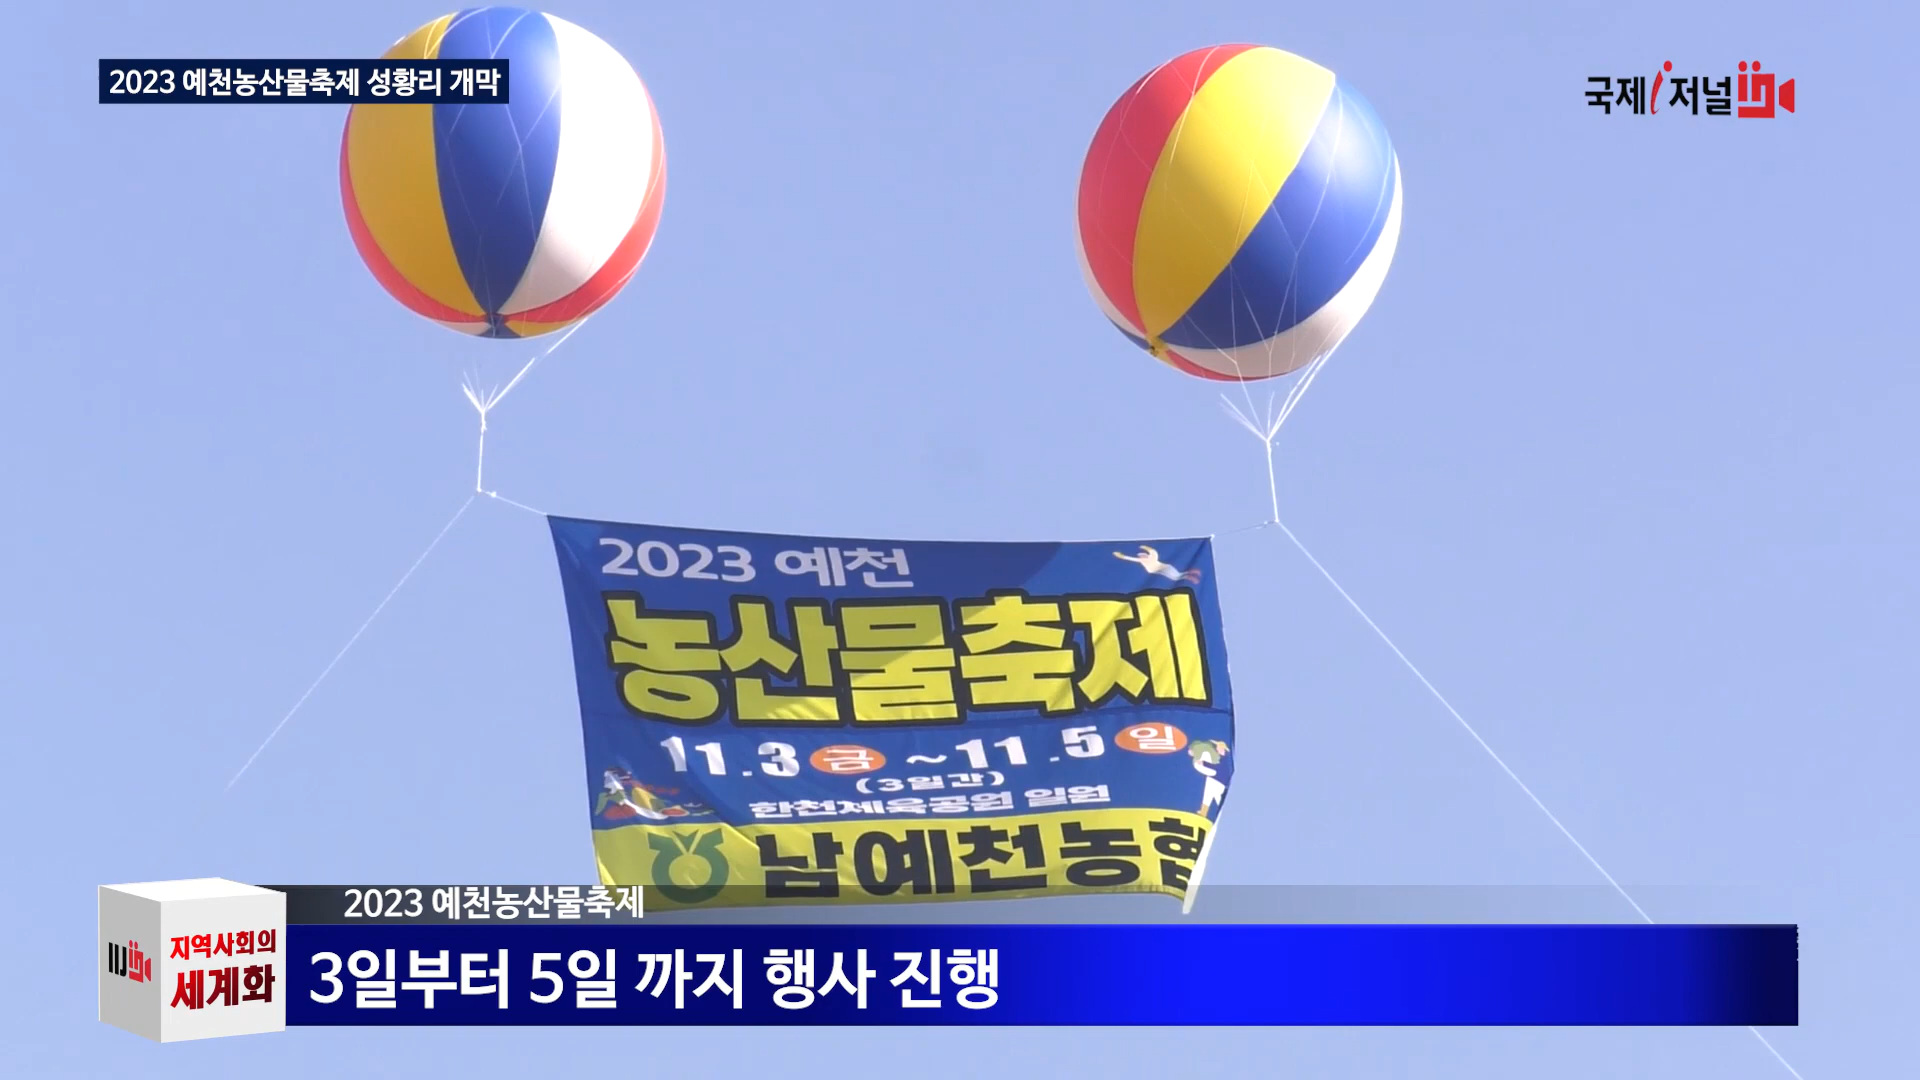 2023 예천농산물축제 성황리 개막
국제i저널
2023 예천
농산물축제
11.3 금 ~ 11.5 일
(3일간)
한천체육공원 일원
남예천농협
2023 예천농산물축제
IIJ
지역사회의
세계화
3일부터 5일 까지 행사 진행